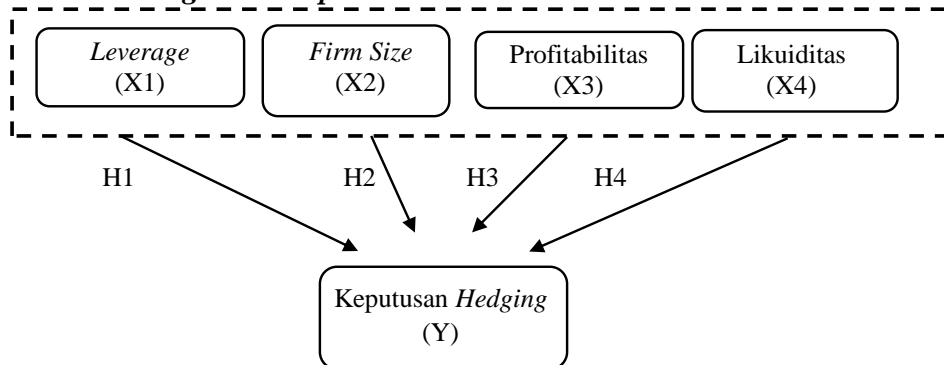 Leverage
(X1)
Firm Size
(X2)
Profitabilitas
(X3)
Likuiditas
(X4)
H1
H2
H3
H4
Keputusan Hedging
(Y)